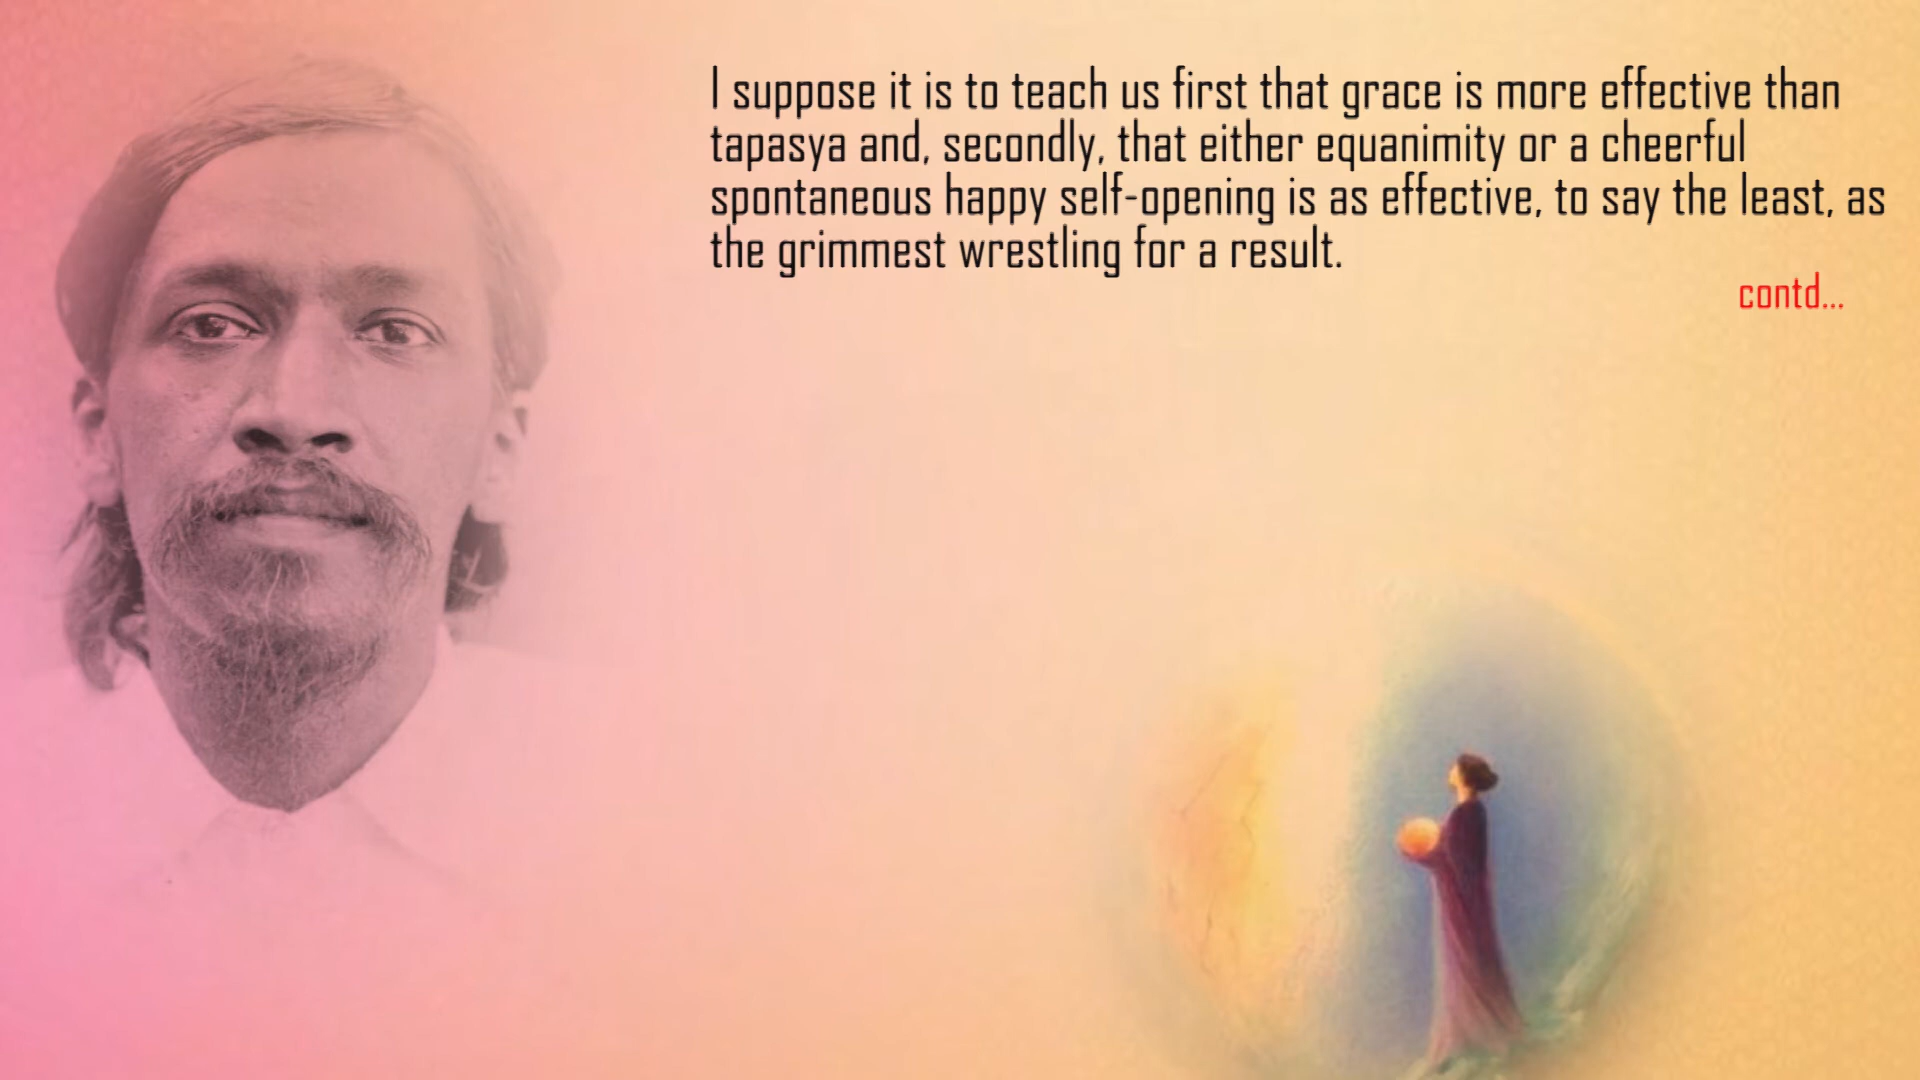 I suppose it is to teach us first that grace is more effective than
tapasya and, secondly, that either equanimity or a cheerful
spontaneous happy self-opening is as effective, to say the least, as
the grimmest wrestling for a result.
contd...